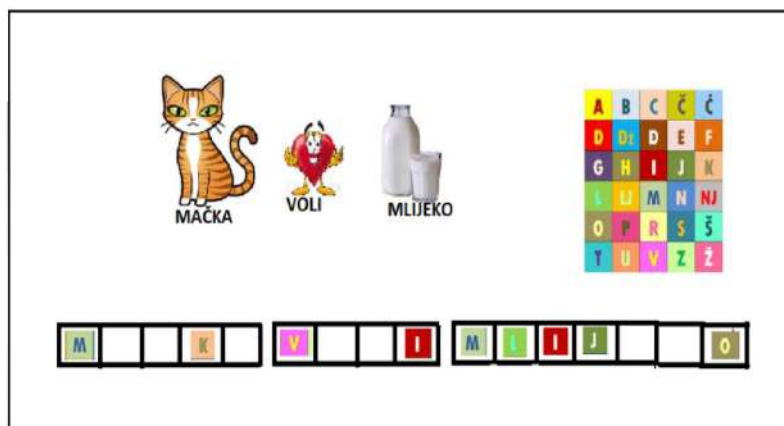 MAČKA VOLI MLIJEKO
A B C Č Ć
D DŽ Đ E F
G H I J K
L LJ M N NJ
O P R S Š
T U V Z Ž
M K V I M L I J O